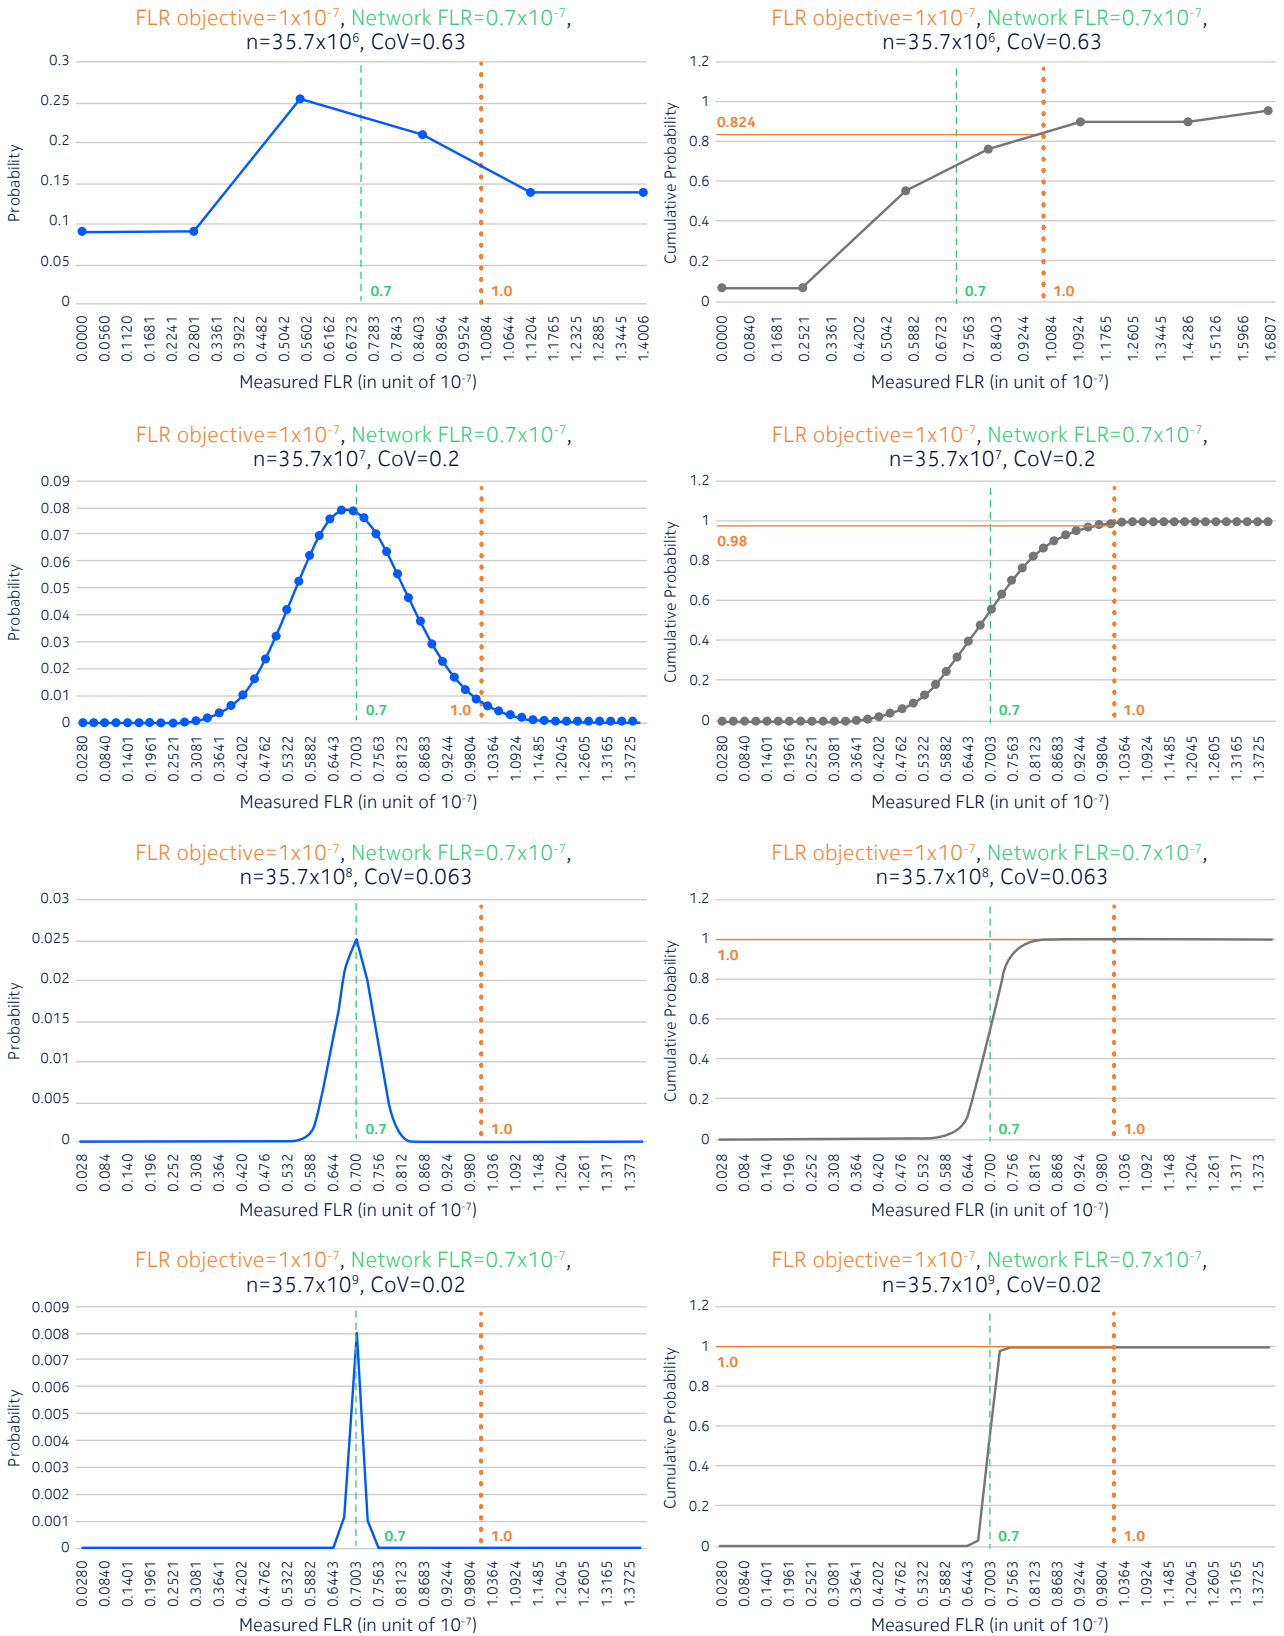 FLR objective=1x10⁻⁷, Network FLR=0.7x10⁻⁷,
n=35.7x10⁶, CoV=0.63
Probability
0.3
0.25
0.2
0.15
0.1
0.05
0
0.7
1.0
0.0000 0.0560 0.1120 0.1681 0.2241 0.2801 0.3361 0.3922 0.4482 0.5042 0.5602 0.6162 0.6723 0.7283 0.7843 0.8403 0.8964 0.9524 1.0084 1.0644 1.1204 1.1765 1.2325 1.2885 1.3445 1.4006
Measured FLR (in unit of 10⁻⁷)
FLR objective=1x10⁻⁷, Network FLR=0.7x10⁻⁷,
n=35.7x10⁶, CoV=0.63
Cumulative Probability
1.2
1
0.824
0.8
0.6
0.4
0.2
0
0.7
1.0
0.0000 0.0840 0.1681 0.2521 0.3361 0.4202 0.5042 0.5882 0.6723 0.7563 0.8403 0.9244 1.0084 1.0924 1.1765 1.2605 1.3445 1.4286 1.5126 1.5966 1.6807
Measured FLR (in unit of 10⁻⁷)
FLR objective=1x10⁻⁷, Network FLR=0.7x10⁻⁷,
n=35.7x10⁷, CoV=0.2
Probability
0.09
0.08
0.07
0.06
0.05
0.04
0.03
0.02
0.01
0
0.7
1.0
0.0280 0.0840 0.1401 0.1961 0.2521 0.3081 0.3641 0.4202 0.4762 0.5322 0.5882 0.6443 0.7003 0.7563 0.8123 0.8683 0.9244 0.9804 1.0364 1.0924 1.1485 1.2045 1.2605 1.3165 1.3725
Measured FLR (in unit of 10⁻⁷)
FLR objective=1x10⁻⁷, Network FLR=0.7x10⁻⁷,
n=35.7x10⁷, CoV=0.2
Cumulative Probability
1.2
1
0.98
0.8
0.6
0.4
0.2
0
0.7
1.0
0.0280 0.0840 0.1401 0.1961 0.2521 0.3081 0.3641 0.4202 0.4762 0.5322 0.5882 0.6443 0.7003 0.7563 0.8123 0.8683 0.9244 0.9804 1.0364 1.0924 1.1485 1.2045 1.2605 1.3165 1.3725
Measured FLR (in unit of 10⁻⁷)
FLR objective=1x10⁻⁷, Network FLR=0.7x10⁻⁷,
n=35.7x10⁸, CoV=0.063
Probability
0.03
0.025
0.02
0.015
0.01
0.005
0
0.7
1.0
0.028 0.084 0.140 0.196 0.252 0.308 0.364 0.420 0.476 0.532 0.588 0.644 0.700 0.756 0.812 0.868 0.924 0.980 1.036 1.092 1.148 1.204 1.261 1.317 1.373
Measured FLR (in unit of 10⁻⁷)
FLR objective=1x10⁻⁷, Network FLR=0.7x10⁻⁷,
n=35.7x10⁸, CoV=0.063
Cumulative Probability
1.2
1
1.0
0.8
0.6
0.4
0.2
0
0.7
1.0
0.028 0.084 0.140 0.196 0.252 0.308 0.364 0.420 0.476 0.532 0.588 0.644 0.700 0.756 0.812 0.868 0.924 0.980 1.036 1.092 1.148 1.204 1.261 1.317 1.373
Measured FLR (in unit of 10⁻⁷)
FLR objective=1x10⁻⁷, Network FLR=0.7x10⁻⁷,
n=35.7x10⁹, CoV=0.02
Probability
0.009
0.008
0.007
0.006
0.005
0.004
0.003
0.002
0.001
0
0.7
1.0
0.0280 0.0840 0.1401 0.1961 0.2521 0.3081 0.3641 0.4202 0.4762 0.5322 0.5882 0.6443 0.7003 0.7563 0.8123 0.8683 0.9244 0.9804 1.0364 1.0924 1.1485 1.2045 1.2605 1.3165 1.3725
Measured FLR (in unit of 10⁻⁷)
FLR objective=1x10⁻⁷, Network FLR=0.7x10⁻⁷,
n=35.7x10⁹, CoV=0.02
Cumulative Probability
1.2
1
1.0
0.8
0.6
0.4
0.2
0
0.7
1.0
0.0280 0.0840 0.1401 0.1961 0.2521 0.3081 0.3641 0.4202 0.4762 0.5322 0.5882 0.6443 0.7003 0.7563 0.8123 0.8683 0.9244 0.9804 1.0364 1.0924 1.1485 1.2045 1.2605 1.3165 1.3725
Measured FLR (in unit of 10⁻⁷)